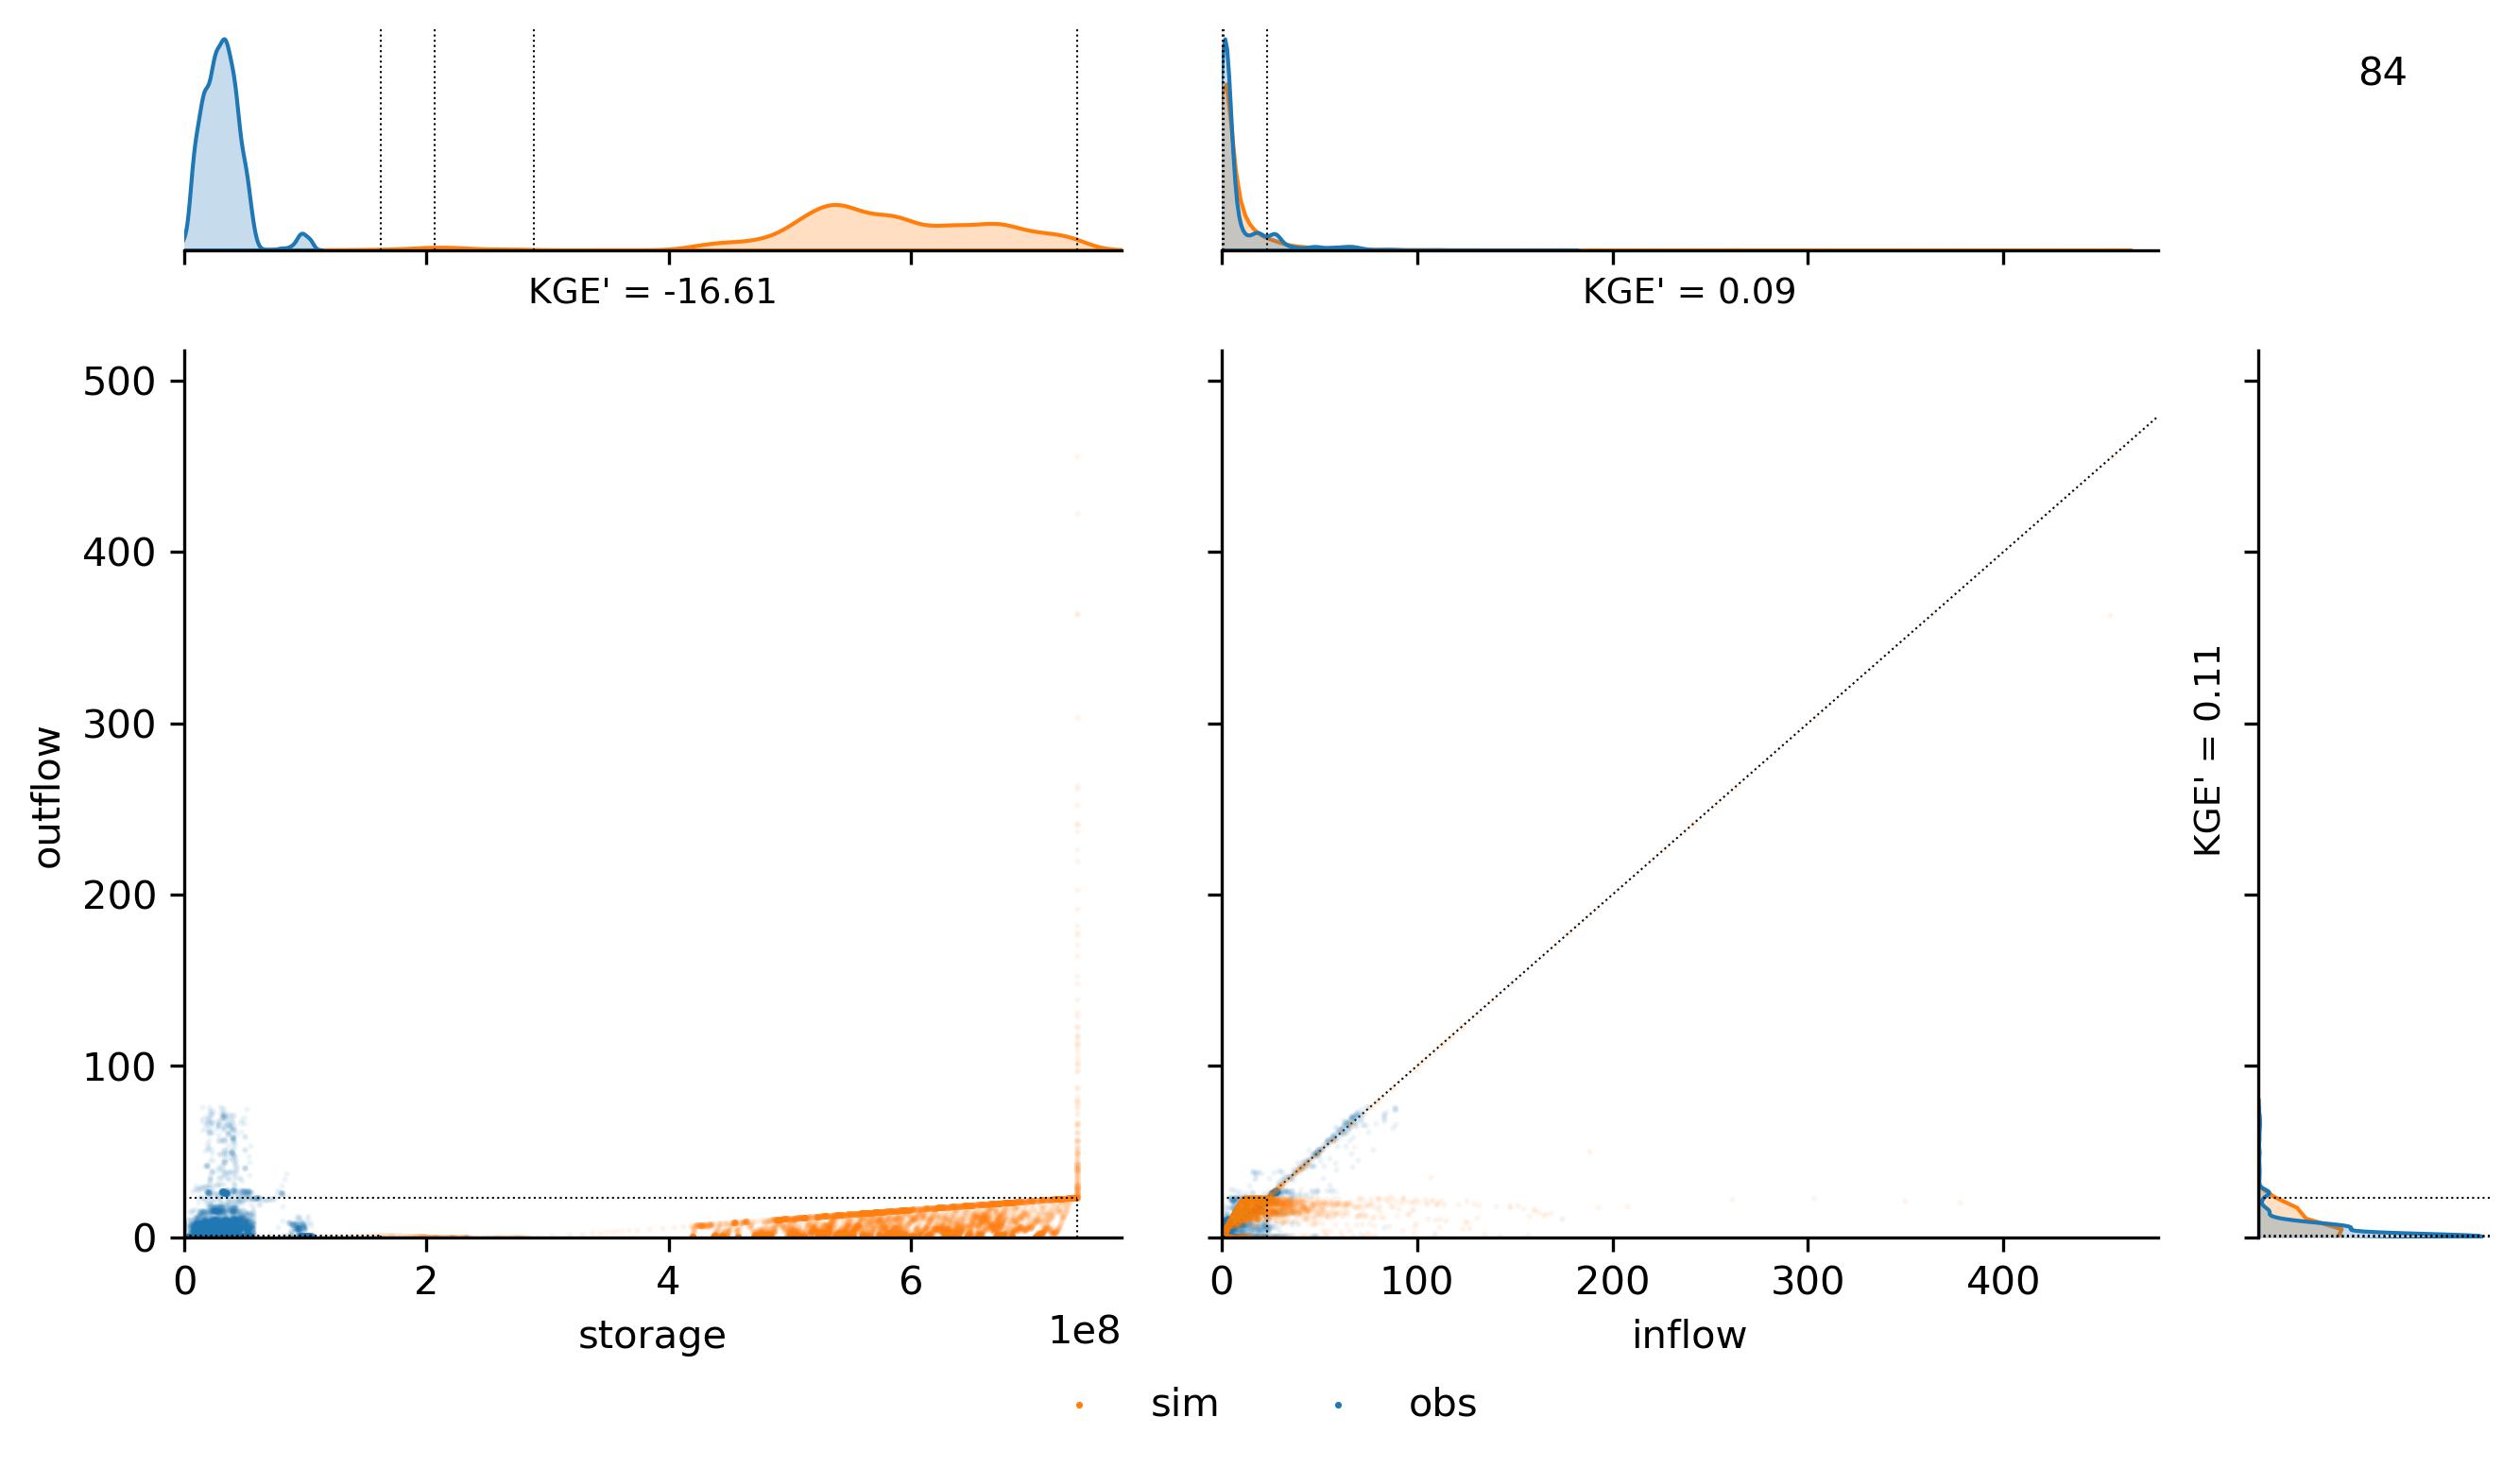 84
KGE' = -16.61
KGE' = 0.09
500
400
300
200
100
0
outflow
KGE' = 0.11
0 2 4 6
0 100 200 300 400
storage
1e8
inflow
sim obs